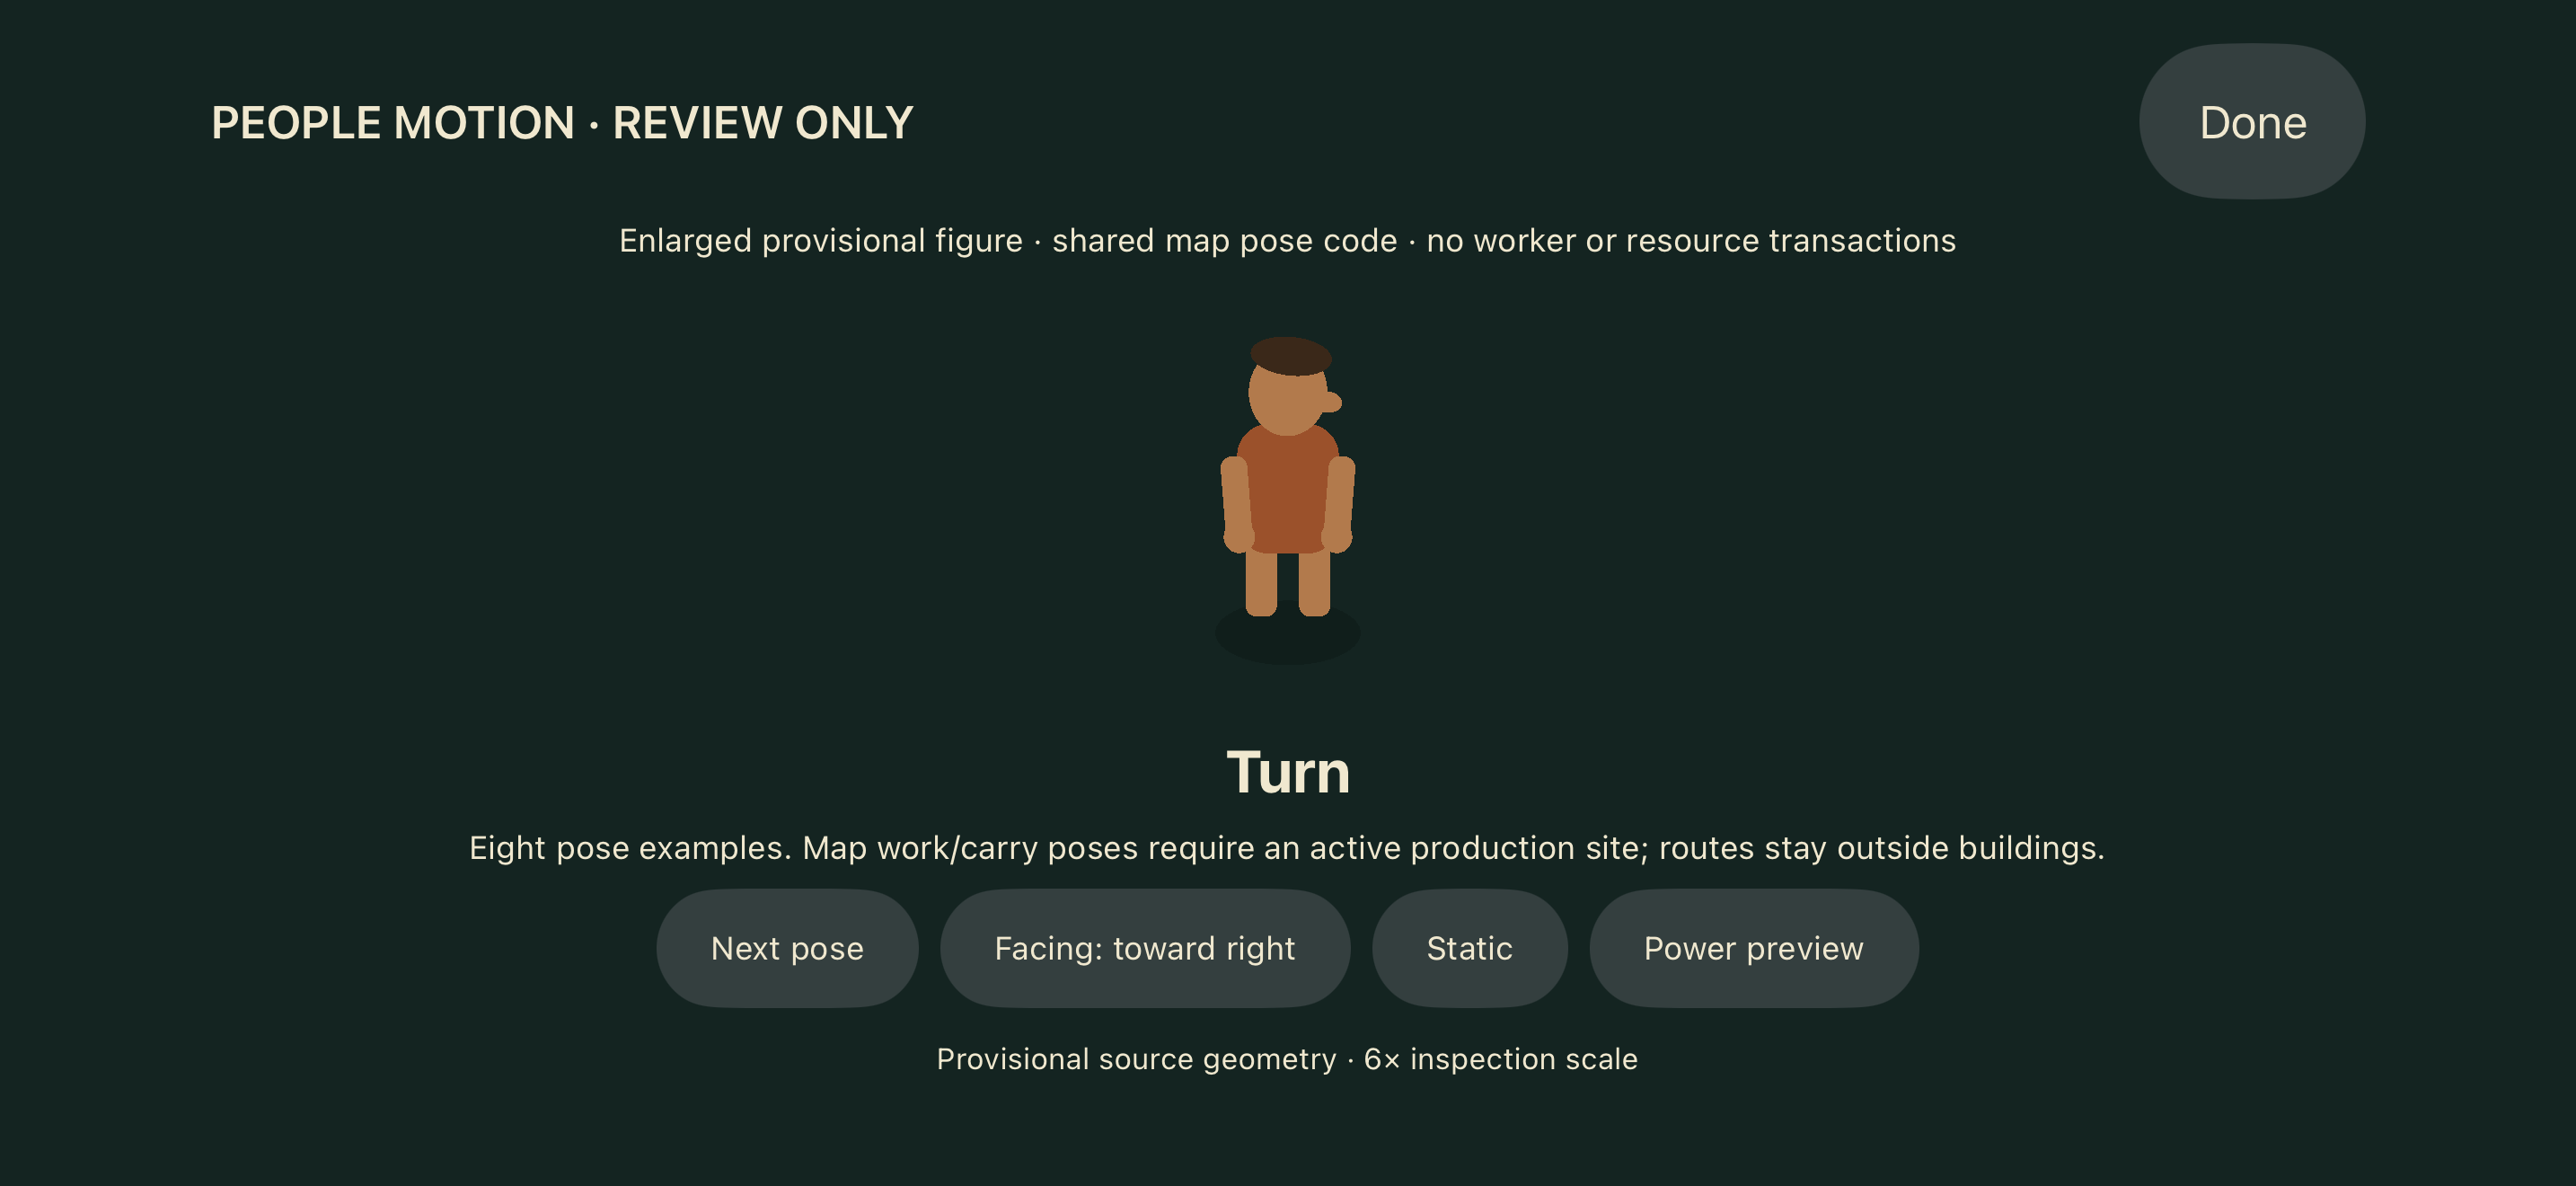 PEOPLE MOTION · REVIEW ONLY
Done
Enlarged provisional figure · shared map pose code · no worker or resource transactions
Turn
Eight pose examples. Map work/carry poses require an active production site; routes stay outside buildings.
Next pose
Facing: toward right
Static
Power preview
Provisional source geometry · 6× inspection scale